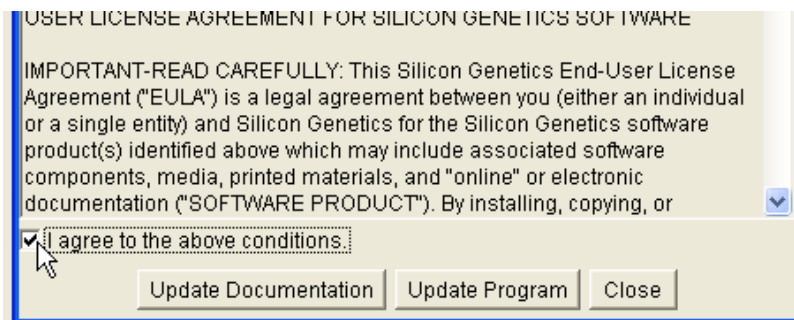 USER LICENSE AGREEMENT FOR SILICON GENETICS SOFTWARE
IMPORTANT-READ CAREFULLY: This Silicon Genetics End-User License
Agreement ("EULA") is a legal agreement between you (either an individual
or a single entity) and Silicon Genetics for the Silicon Genetics software
product(s) identified above which may include associated software
components, media, printed materials, and "online" or electronic
documentation ("SOFTWARE PRODUCT"). By installing, copying, or
I agree to the above conditions.
Update Documentation Update Program Close